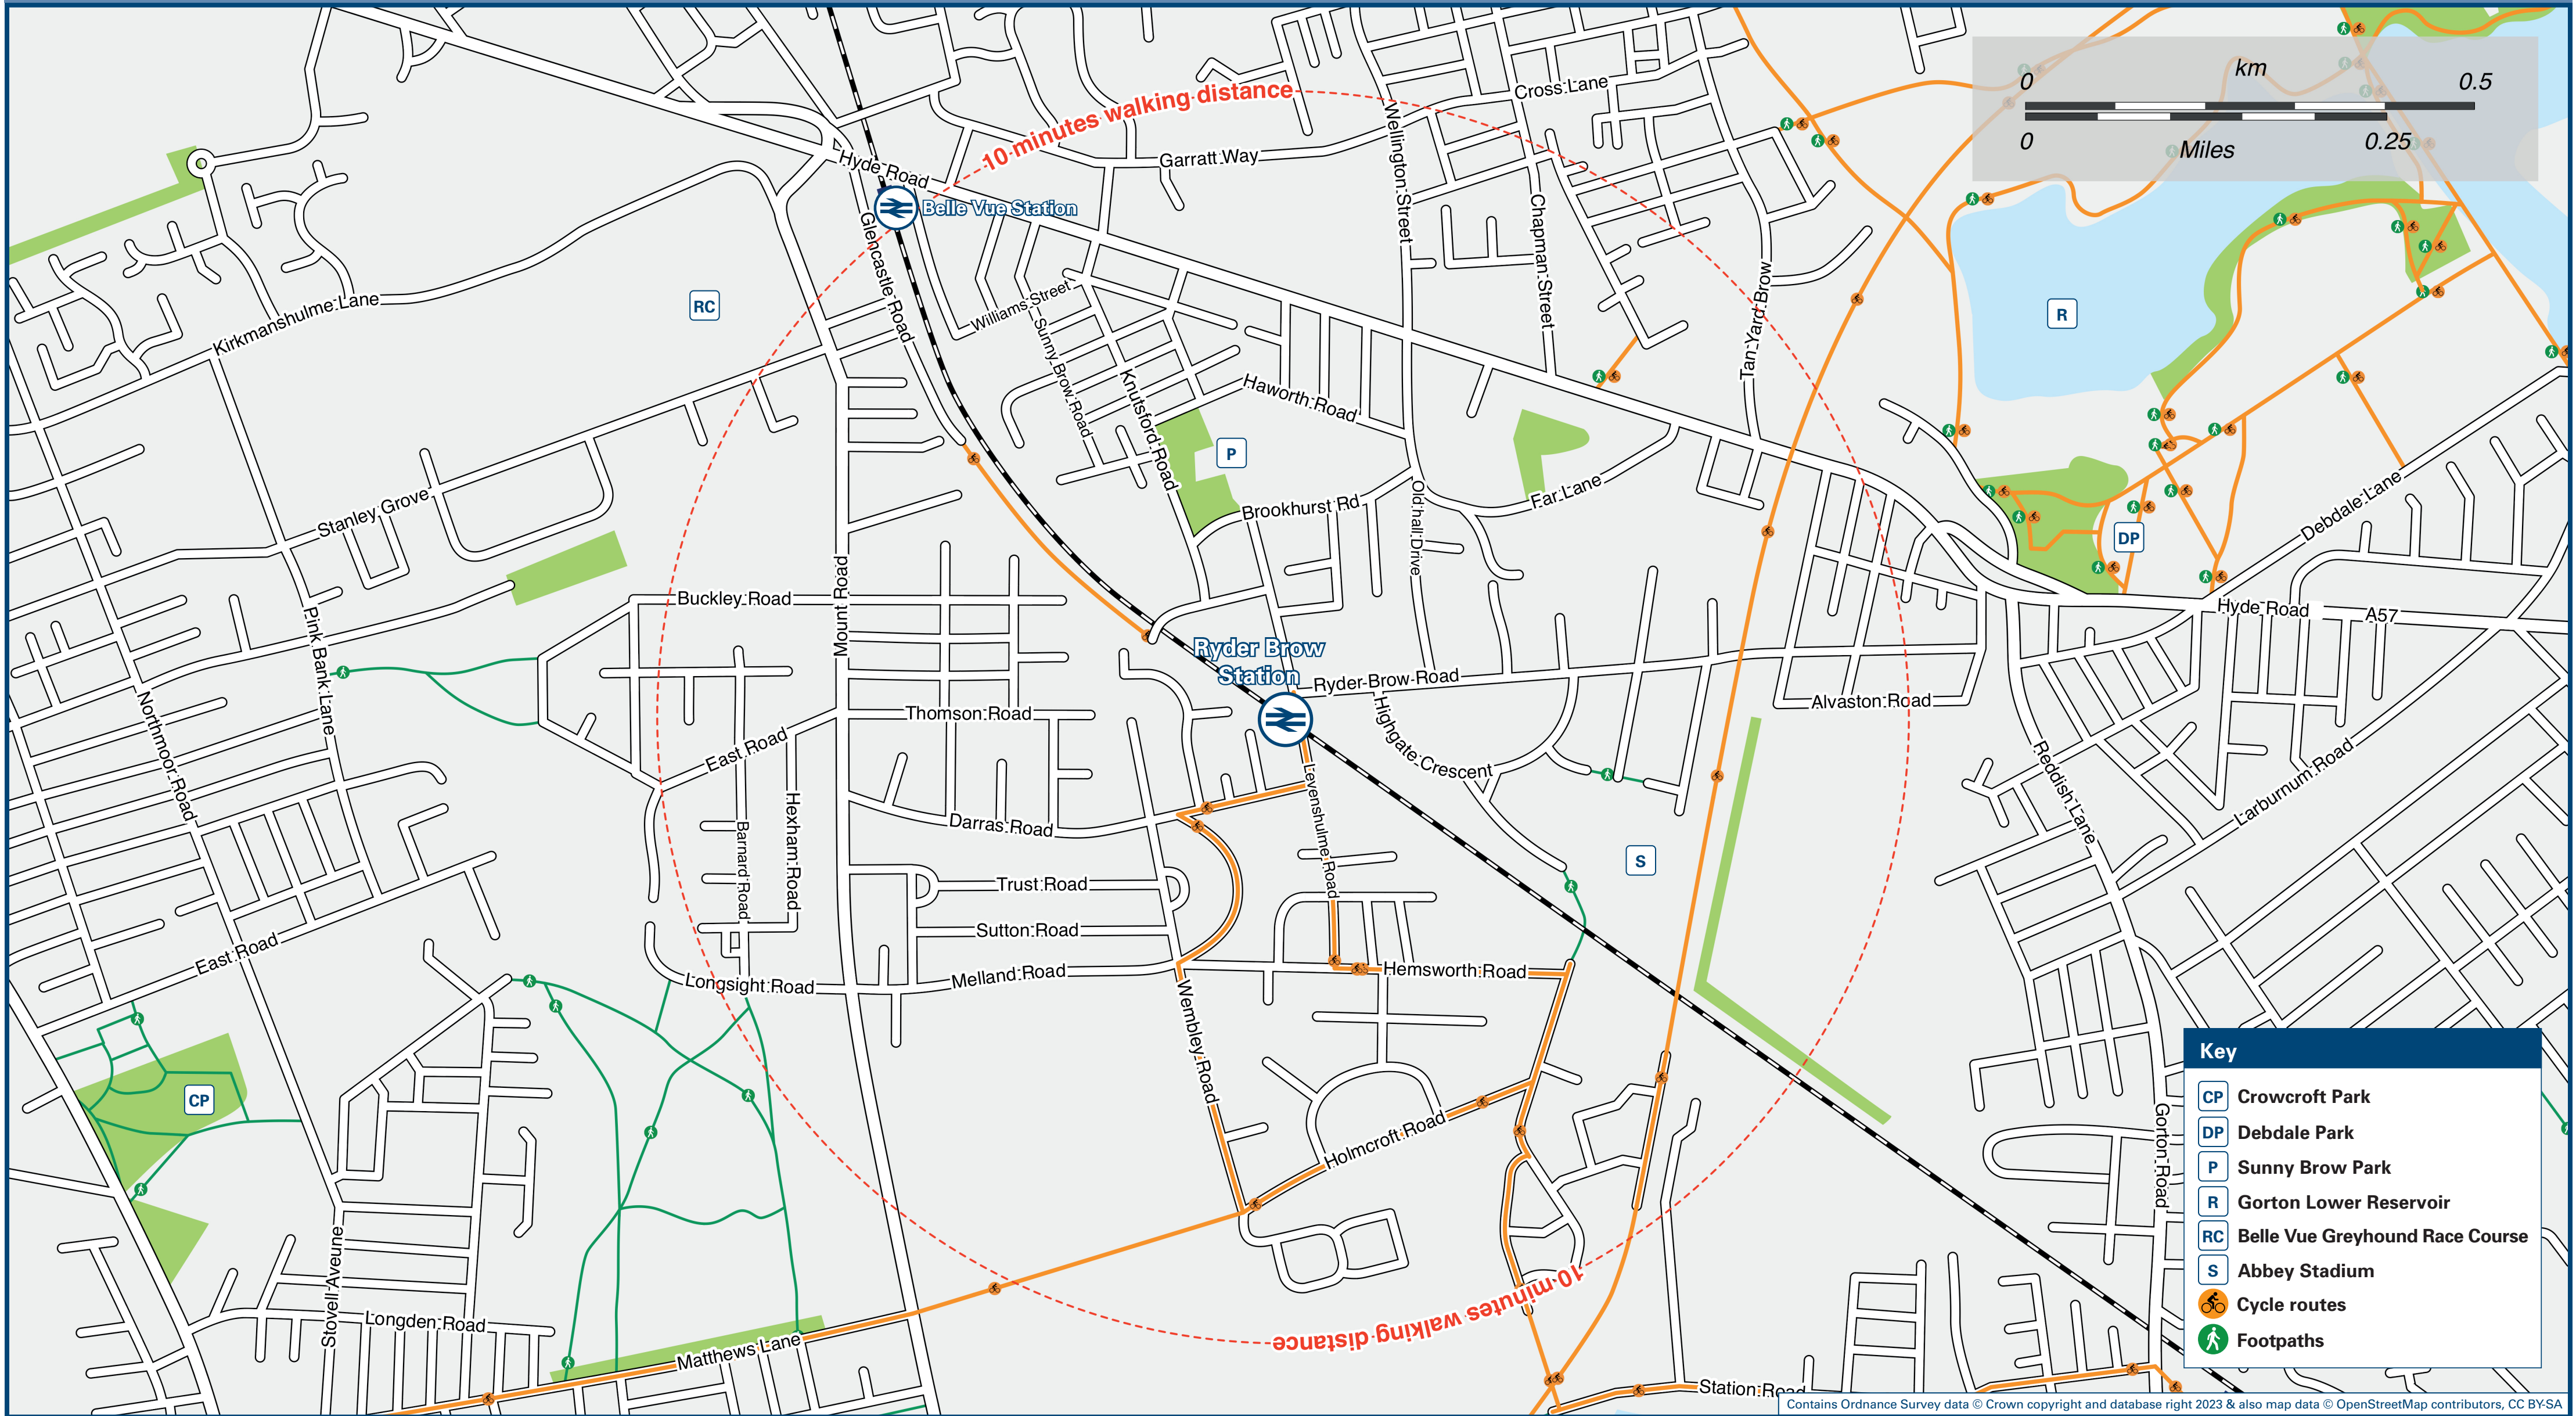 10 minutes walking distance
Cross Lane
km
0
0.5
0
Miles
0.25
Hyde Road
Garratt Way
Wellington Street
Belle Vue Station
Glencastle Road
Chapman Street
Tan Yard Brow
RC
R
Kirkmanshulme Lane
Williams Street
Sunny Brow Road
Knutsford Road
Haworth Road
P
Stanley Grove
Brookhurst Rd
Old hall Drive
Far Lane
Debdale Lane
DP
Buckley Road
Mount Road
Pink Bank Lane
Hyde Road
A57
Ryder Brow
Station
Ryder Brow Road
Alvaston Road
Northmoor Road
Thomson Road
East Road
Highgate Crescent
Reddish Lane
Larburnum Road
Levenshulme Road
Hexham Road
Barnard Road
Darras Road
S
Trust Road
Sutton Road
East Road
Longsight Road
Melland Road
Hemsworth Road
Wembley Road
CP
Holmcroft Road
Gorton Road
Stovell Aveune
Longden Road
10 minutes walking distance
Matthews Lane
Station Road
Key
CP Crowcroft Park
DP Debdale Park
P Sunny Brow Park
R Gorton Lower Reservoir
RC Belle Vue Greyhound Race Course
S Abbey Stadium
Cycle routes
Footpaths
Contains Ordnance Survey data © Crown copyright and database right 2023 & also map data © OpenStreetMap contributors, CC BY-SA